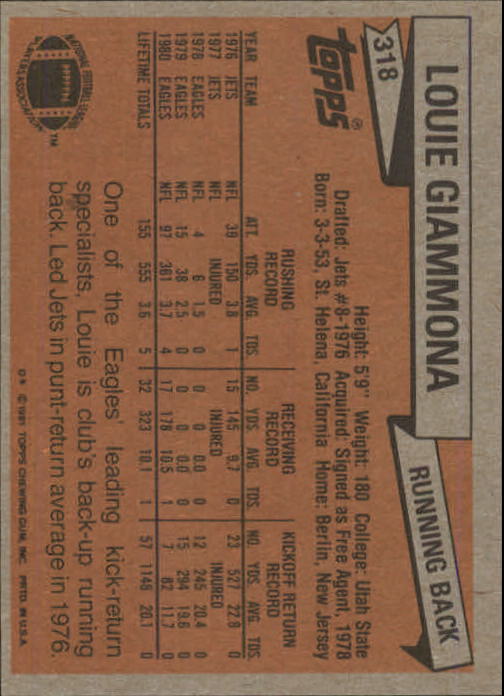 318
LOUIE GIAMMONA
RUNNING BACK
topps®
Height: 5'9" Weight: 180 College: Utah State
Drafted: Jets #8-1976 Acquired: Signed as Free Agent, 1978
Born: 3-3-53, St. Helena, California Home: Berlin, New Jersey
RUSHING RECORD RECEIVING RECORD KICKOFF RETURN RECORD
YEAR TEAM ATT. YDS. AVG. TDS. NO. YDS. AVG. TDS. NO. YDS. AVG. TDS.
1976 JETS NFL 39 150 3.8 1 15 145 9.7 0 23 527 22.9 0
1977 JETS NFL INJURED INJURED INJURED
1978 EAGLES NFL 4 6 1.5 0 0 0 0.0 0 12 245 20.4 0
1979 EAGLES NFL 15 38 2.5 0 0 0 0.0 0 15 294 19.6 0
1980 EAGLES NFL 97 361 3.7 4 17 178 10.5 1 7 82 11.7 0
LIFETIME TOTALS 155 555 3.6 5 32 323 10.1 1 57 1148 20.1 0
One of the Eagles' leading kick-return
specialists, Louie is club's back-up running
back. Led Jets in punt-return average in 1976.
NATIONAL FOOTBALL LEAGUE
PLAYERS ASSOCIATION ™
D* © 1981 TOPPS CHEWING GUM, INC. PRTD. IN U.S.A.